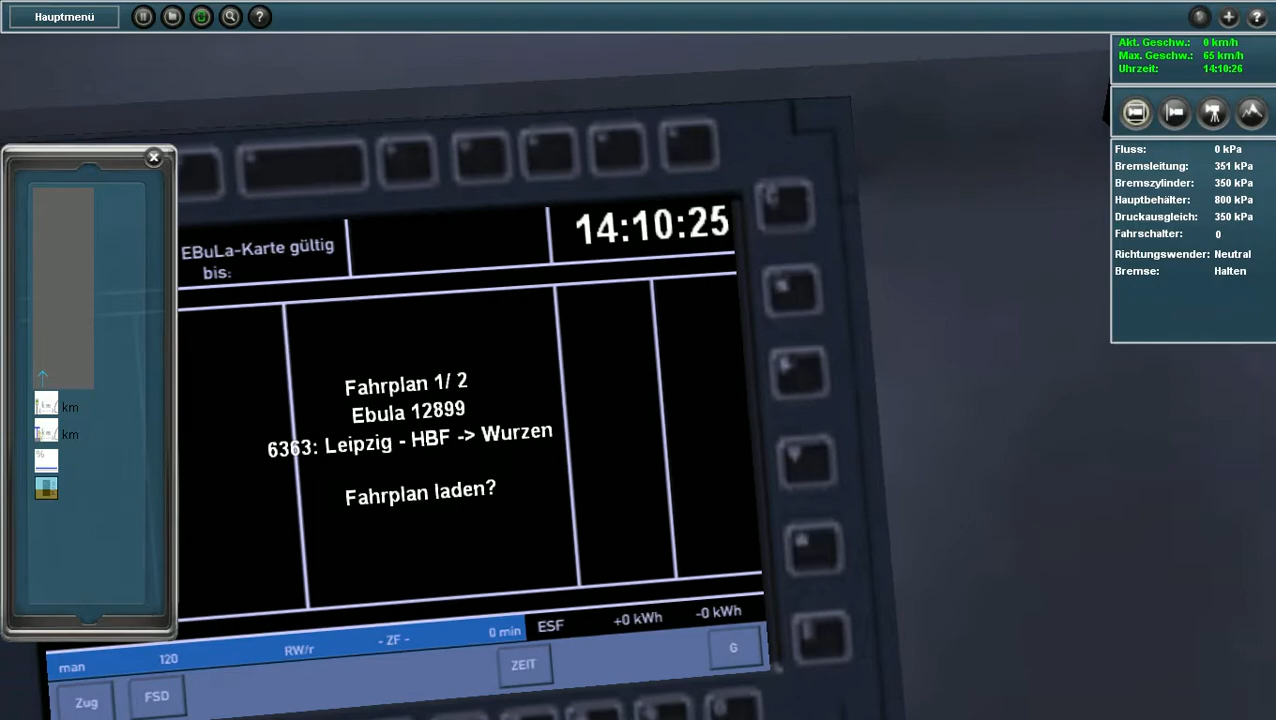 Hauptmenü
Akt. Geschw.: 0 km/h
Max. Geschw.: 65 km/h
Uhrzeit: 14:10:26
Fluss: 0 kPa
Bremsleitung: 351 kPa
Bremszylinder: 350 kPa
Hauptbehälter: 800 kPa
Druckausgleich: 350 kPa
Fahrschalter: 0
Richtungswender: Neutral
Bremse: Halten
km
km
%
EBuLa-Karte gültig
bis:
14:10:25
Fahrplan 1/ 2
Ebula 12899
6363: Leipzig - HBF -> Wurzen
Fahrplan laden?
man 120 RW/r - ZF - 0 min ESF +0 kWh -0 kWh
Zug FSD ZEIT G